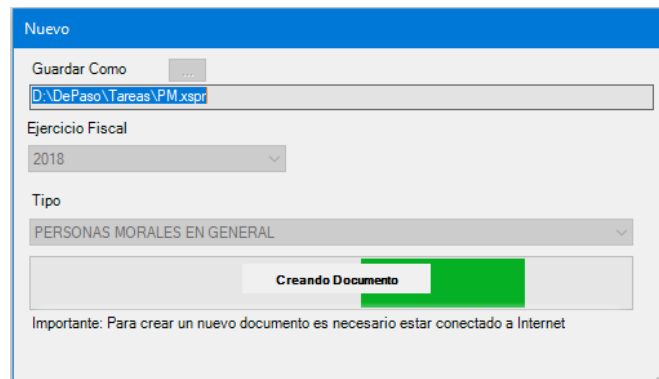 Nuevo
Guardar Como ...
D:\DePaso\Tareas\PM.xspr
Ejercicio Fiscal
2018
Tipo
PERSONAS MORALES EN GENERAL
Creando Documento
Importante: Para crear un nuevo documento es necesario estar conectado a Internet